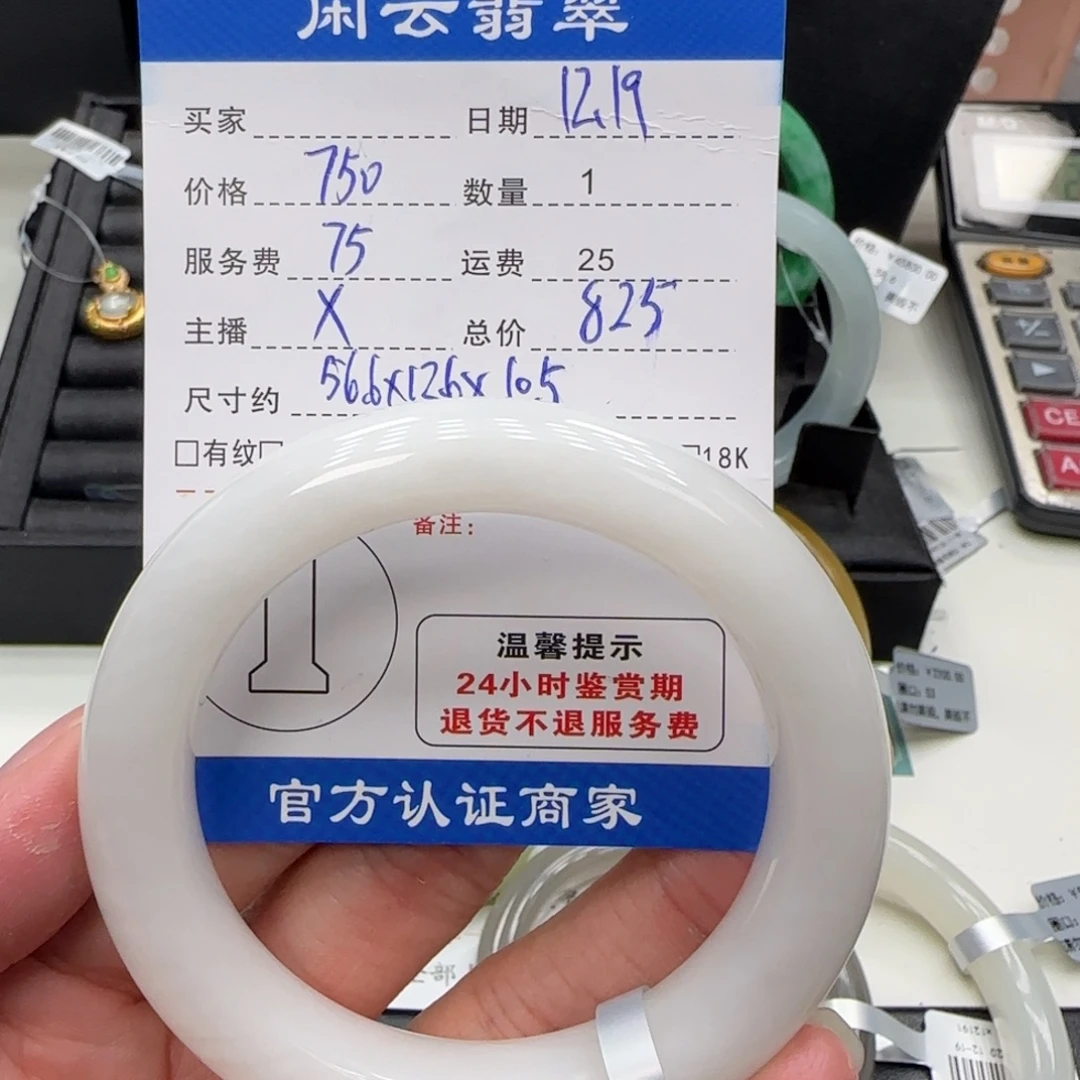 闲云翡翠
买家 日期 12.19
价格 750 数量 1
服务费 75 运费 25
主播 X 总价 825
尺寸约 56.6x12.6x10.5
□有纹□ 18K
备注:
温馨提示
24小时鉴赏期
退货不退服务费
官方认证商家
CE